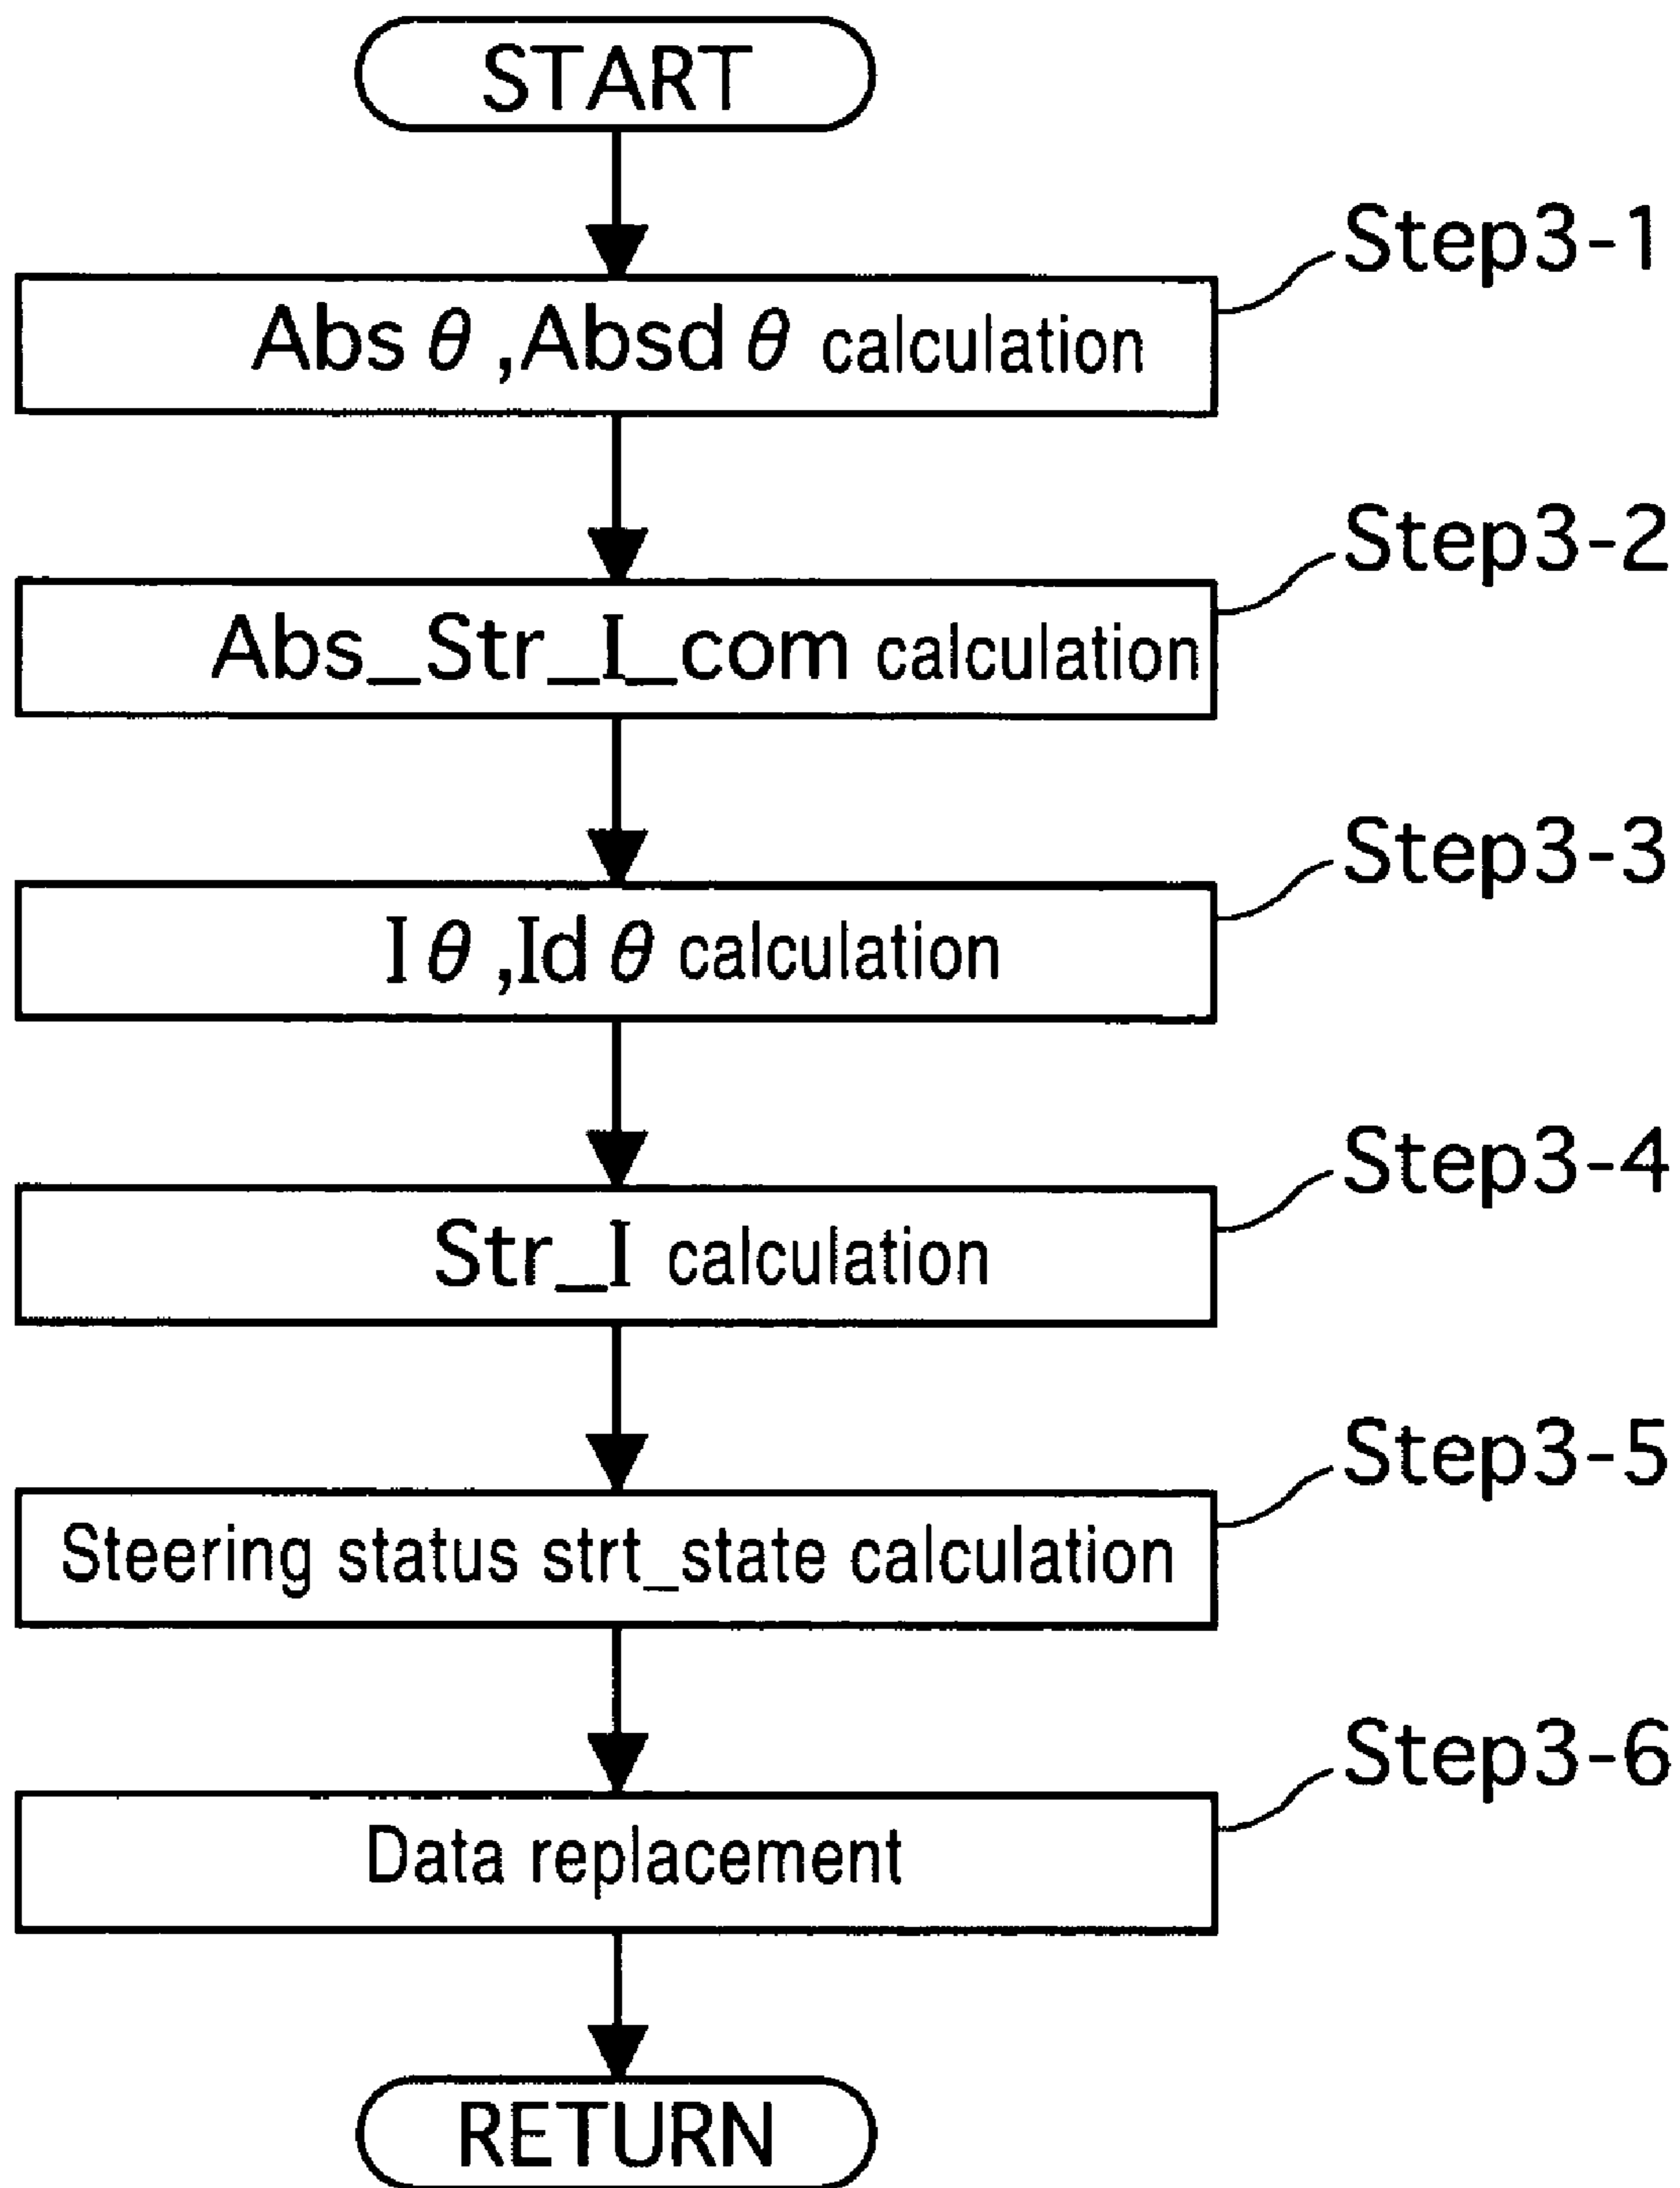 START
Step3-1
Abs θ ,Absd θ calculation
Step3-2
Abs_Str_I_com calculation
Step3-3
I θ ,Id θ calculation
Step3-4
Str_I calculation
Step3-5
Steering status strt_state calculation
Step3-6
Data replacement
RETURN